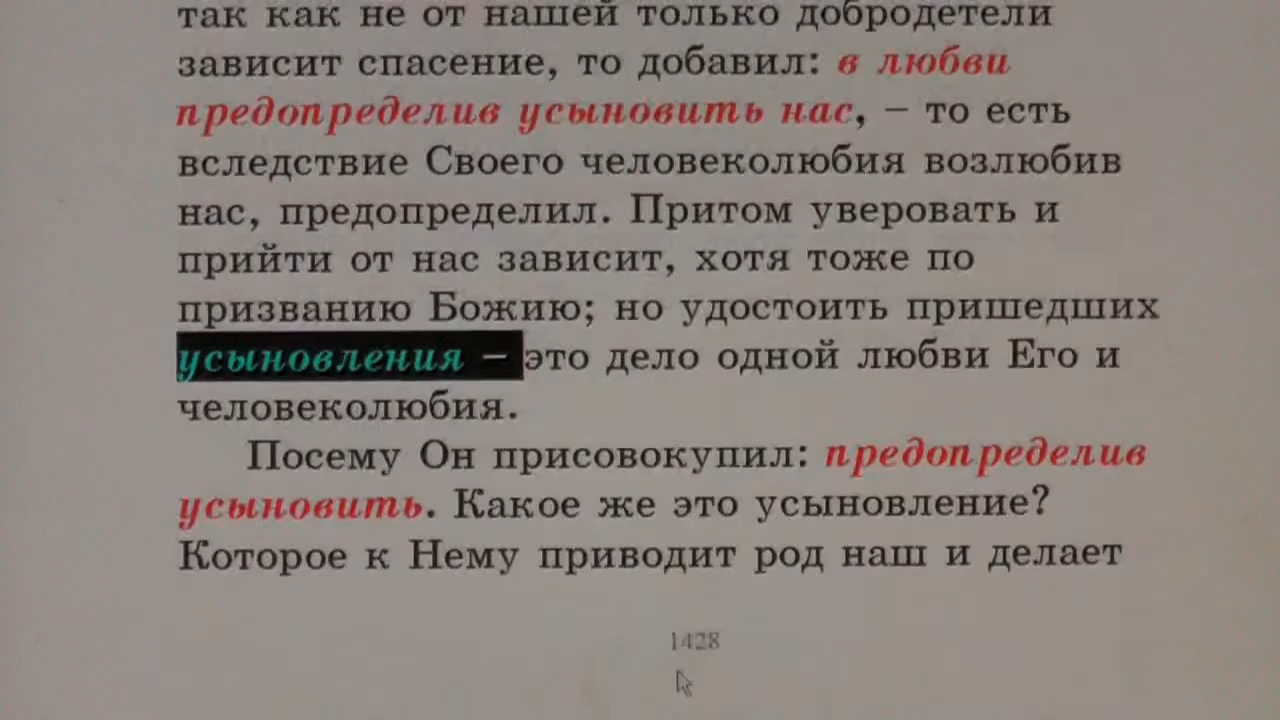 так как не от нашей только добродетели
зависит спасение, то добавил: в любви
предопределив усыновить нас, – то есть
вследствие Своего человеколюбия возлюбив
нас, предопределил. Притом уверовать и
прийти от нас зависит, хотя тоже по
призванию Божию; но удостоить пришедших
усыновления – это дело одной любви Его и
человеколюбия.
Посему Он присовокупил: предопределив
усыновить. Какое же это усыновление?
Которое к Нему приводит род наш и делает
1428